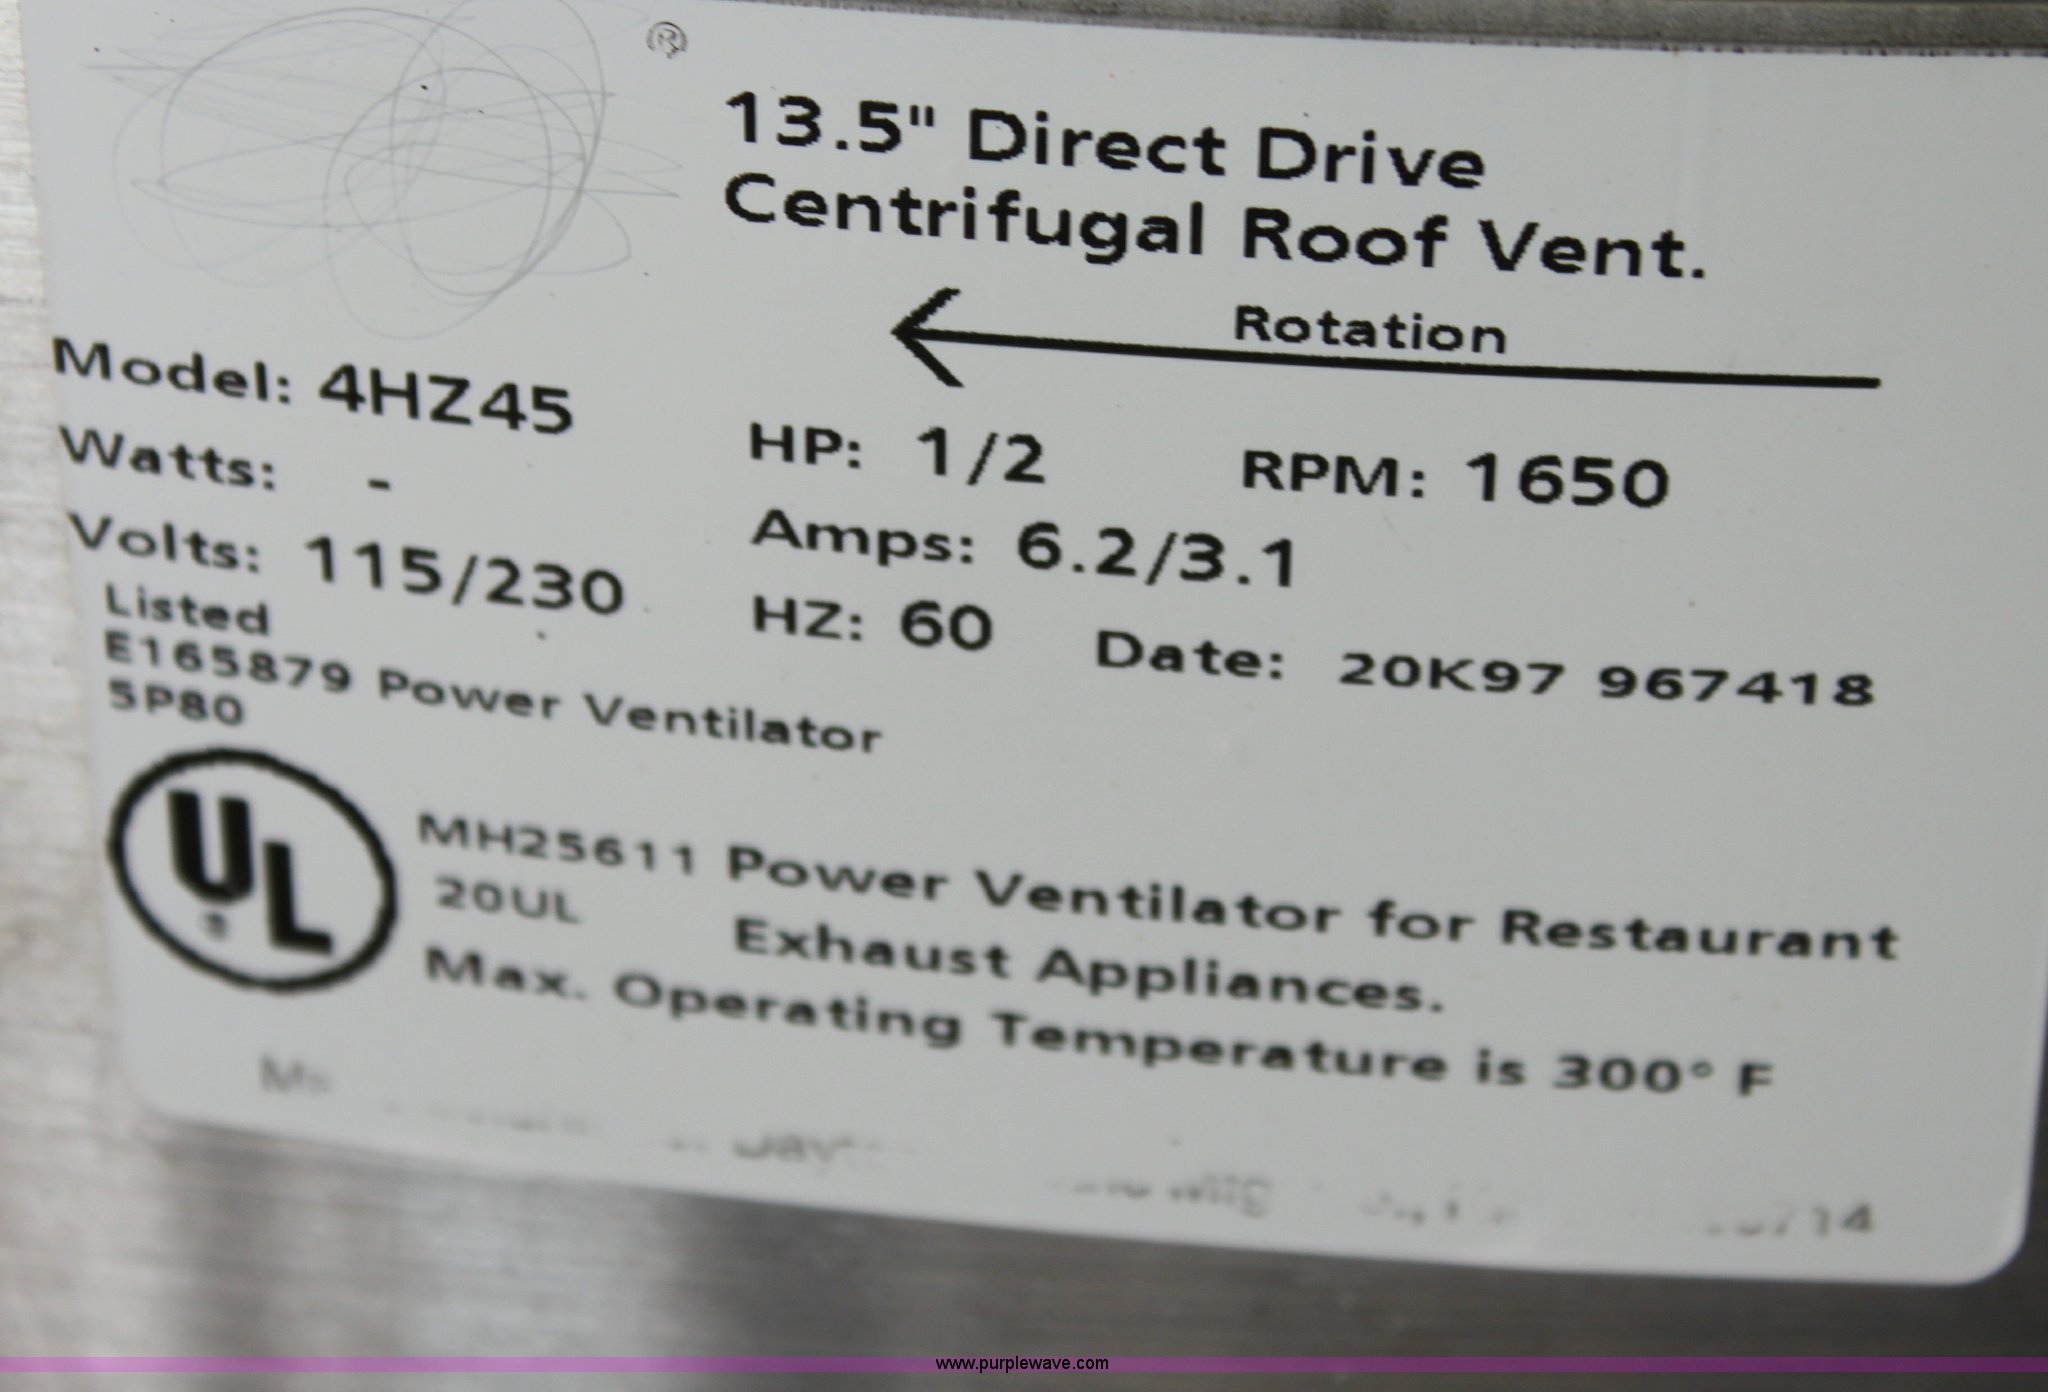 ®
13.5" Direct Drive
Centrifugal Roof Vent.
Rotation
Model: 4HZ45
HP: 1/2 RPM: 1650
Watts: -
Amps: 6.2/3.1
Volts: 115/230
HZ: 60 Date: 20K97 967418
Listed
E165879 Power Ventilator
5P80
UL
MH25611 Power Ventilator for Restaurant
20UL Exhaust Appliances.
Max. Operating Temperature is 300° F
www.purplewave.com